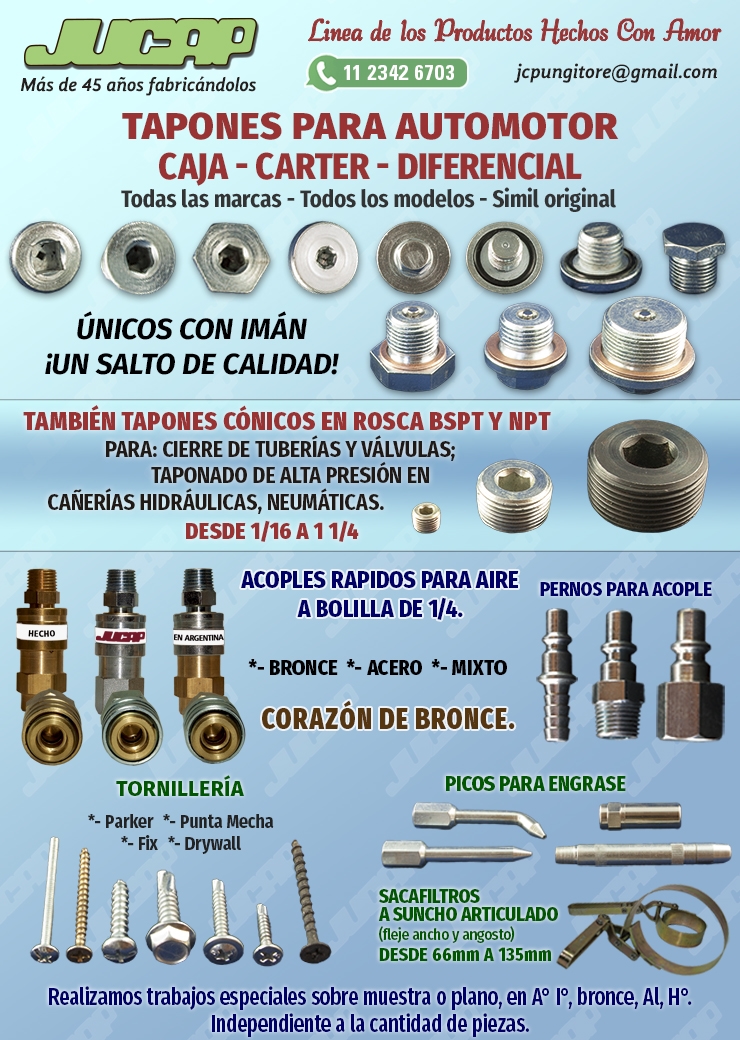 JUCAP
Más de 45 años fabricándolos
Linea de los Productos Hechos Con Amor
11 2342 6703
jcpungitore@gmail.com
TAPONES PARA AUTOMOTOR
CAJA - CARTER - DIFERENCIAL
Todas las marcas - Todos los modelos - Simil original
ÚNICOS CON IMÁN
¡UN SALTO DE CALIDAD!
TAMBIÉN TAPONES CÓNICOS EN ROSCA BSPT Y NPT
PARA: CIERRE DE TUBERÍAS Y VÁLVULAS;
TAPONADO DE ALTA PRESIÓN EN
CAÑERÍAS HIDRÁULICAS, NEUMÁTICAS.
DESDE 1/16 A 1 1/4
HECHO
JUCAP
EN ARGENTINA
ACOPLES RAPIDOS PARA AIRE
A BOLILLA DE 1/4.
*- BRONCE *- ACERO *- MIXTO
CORAZÓN DE BRONCE.
PERNOS PARA ACOPLE
TORNILLERÍA
*- Parker *- Punta Mecha
*- Fix *- Drywall
PICOS PARA ENGRASE
SACAFILTROS
A SUNCHO ARTICULADO
(fleje ancho y angosto)
DESDE 66mm A 135mm
Realizamos trabajos especiales sobre muestra o plano, en A° I°, bronce, Al, H°.
Independiente a la cantidad de piezas.